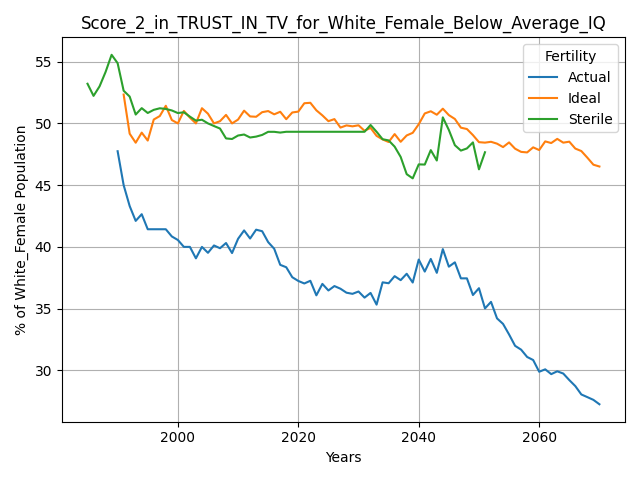 Score_2_in_TRUST_IN_TV_for_White_Female_Below_Average_IQ
% of White_Female Population
55
50
45
40
35
30
Fertility
Actual
Ideal
Sterile
2000
2020
2040
2060
Years